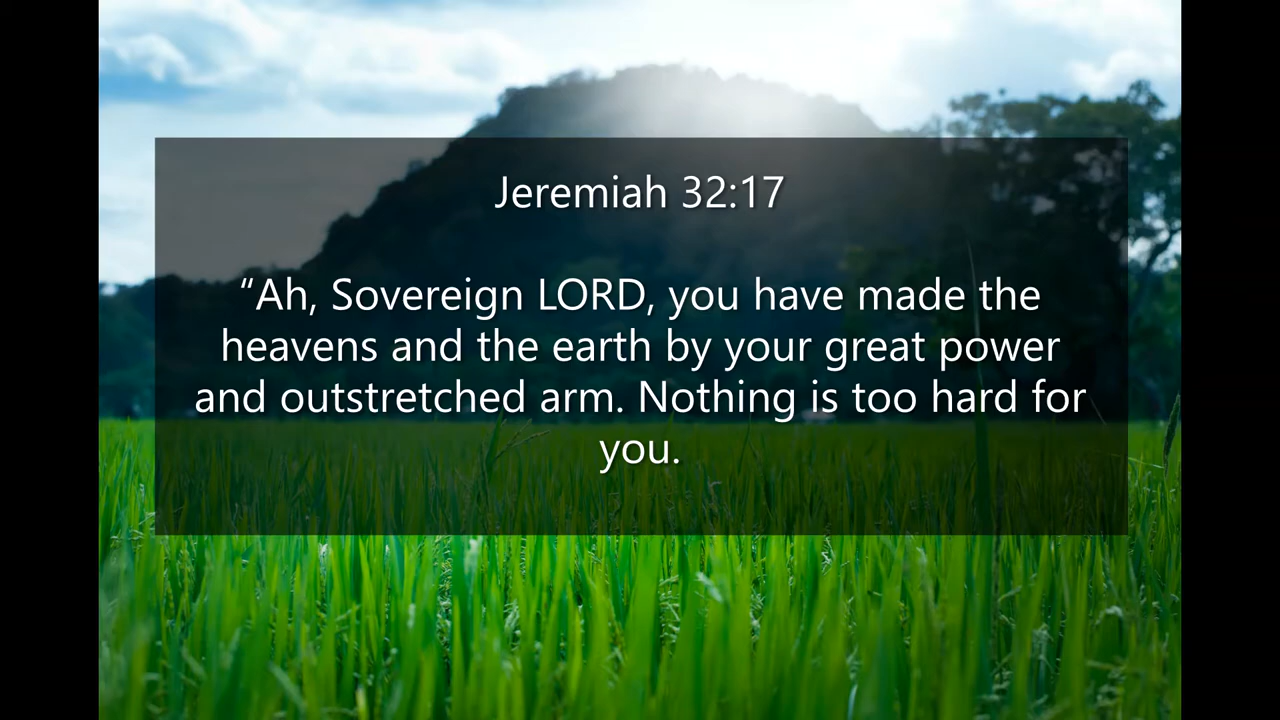 Jeremiah 32:17
“Ah, Sovereign LORD, you have made the
heavens and the earth by your great power
and outstretched arm. Nothing is too hard for
you.